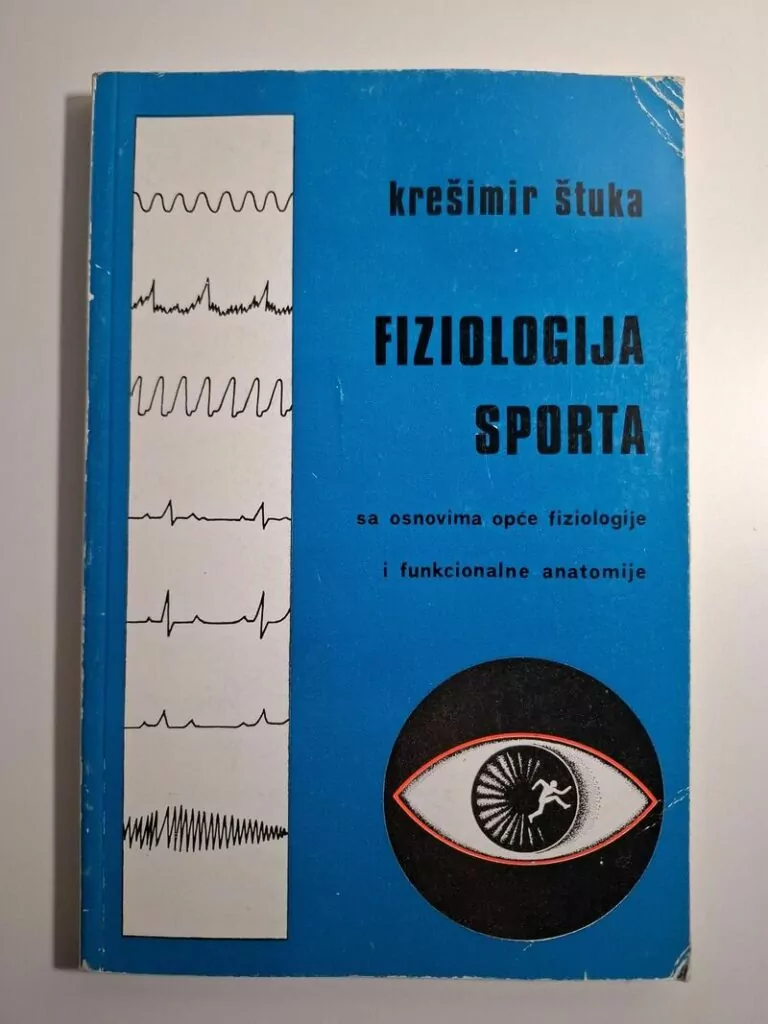 krešimir štuka
FIZIOLOGIJA
SPORTA
sa osnovima opće fiziologije
i funkcionalne anatomije